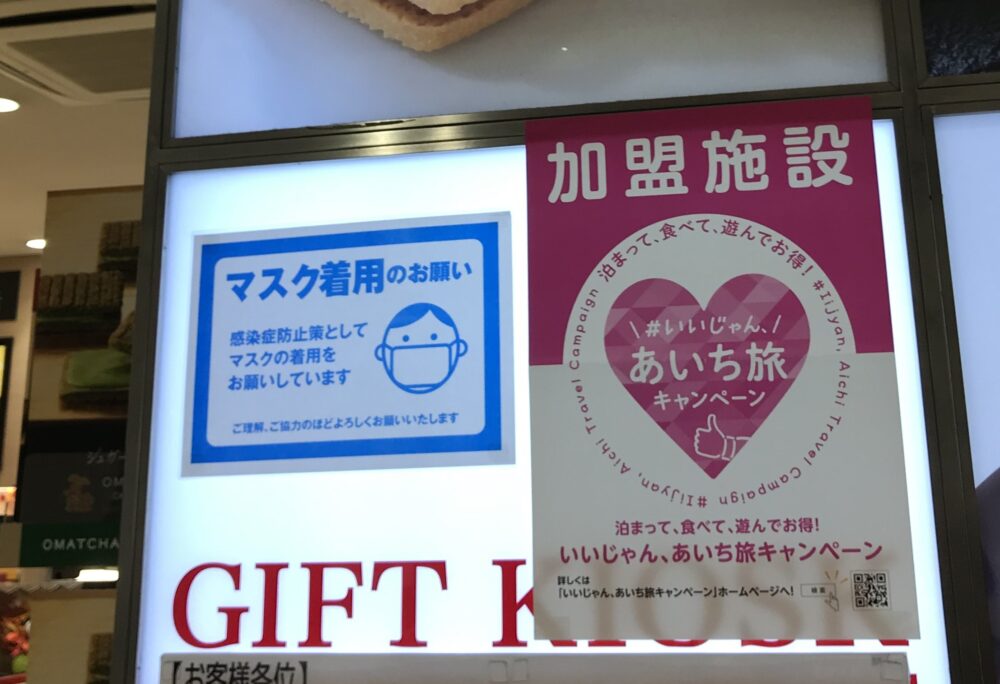 マスク着用のお願い
感染症防止策として
マスクの着用を
お願いしています
ご理解、ご協力のほどよろしくお願いいたします
加盟施設
泊まって、食べて、遊んでお得!
#Iijyan, Aichi Travel Campaign
#Iijyan, Aichi Travel Campaign
\#いいじゃん、/
あいち旅
キャンペーン
泊まって、食べて、遊んでお得!
いいじゃん、あいち旅キャンペーン
詳しくは
「いいじゃん、あいち旅キャンペーン」ホームページへ!
検索
GIFT KIOSK
【お客様各位】
OMATCHA